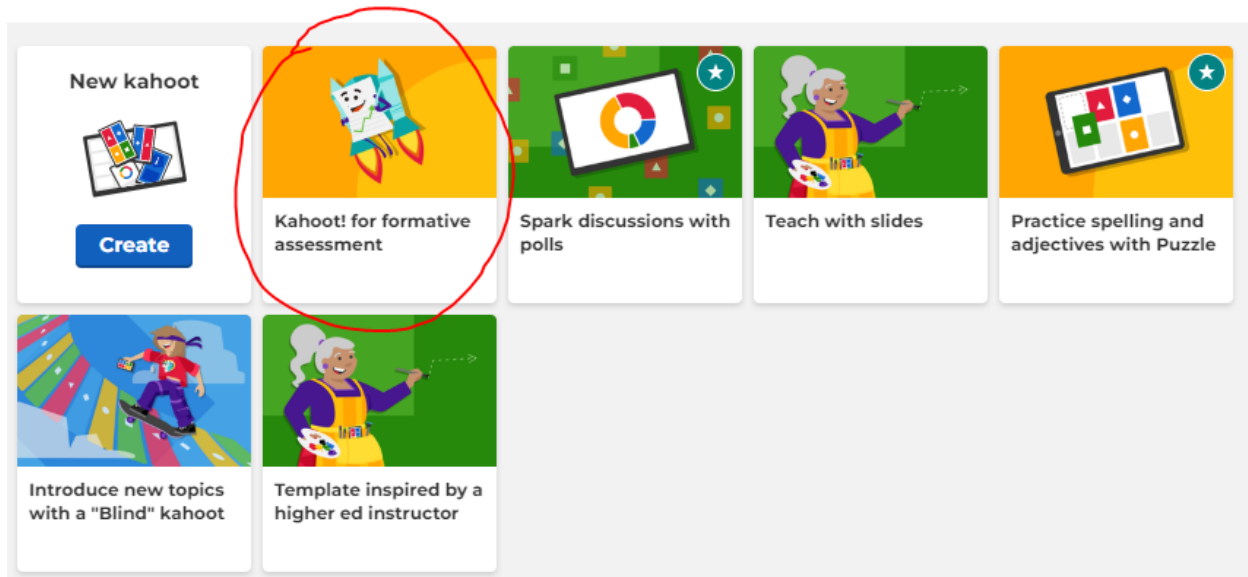 New kahoot
Create
Kahoot! for formative
assessment
Spark discussions with
polls
Teach with slides
Practice spelling and
adjectives with Puzzle
Introduce new topics
with a "Blind" kahoot
Template inspired by a
higher ed instructor